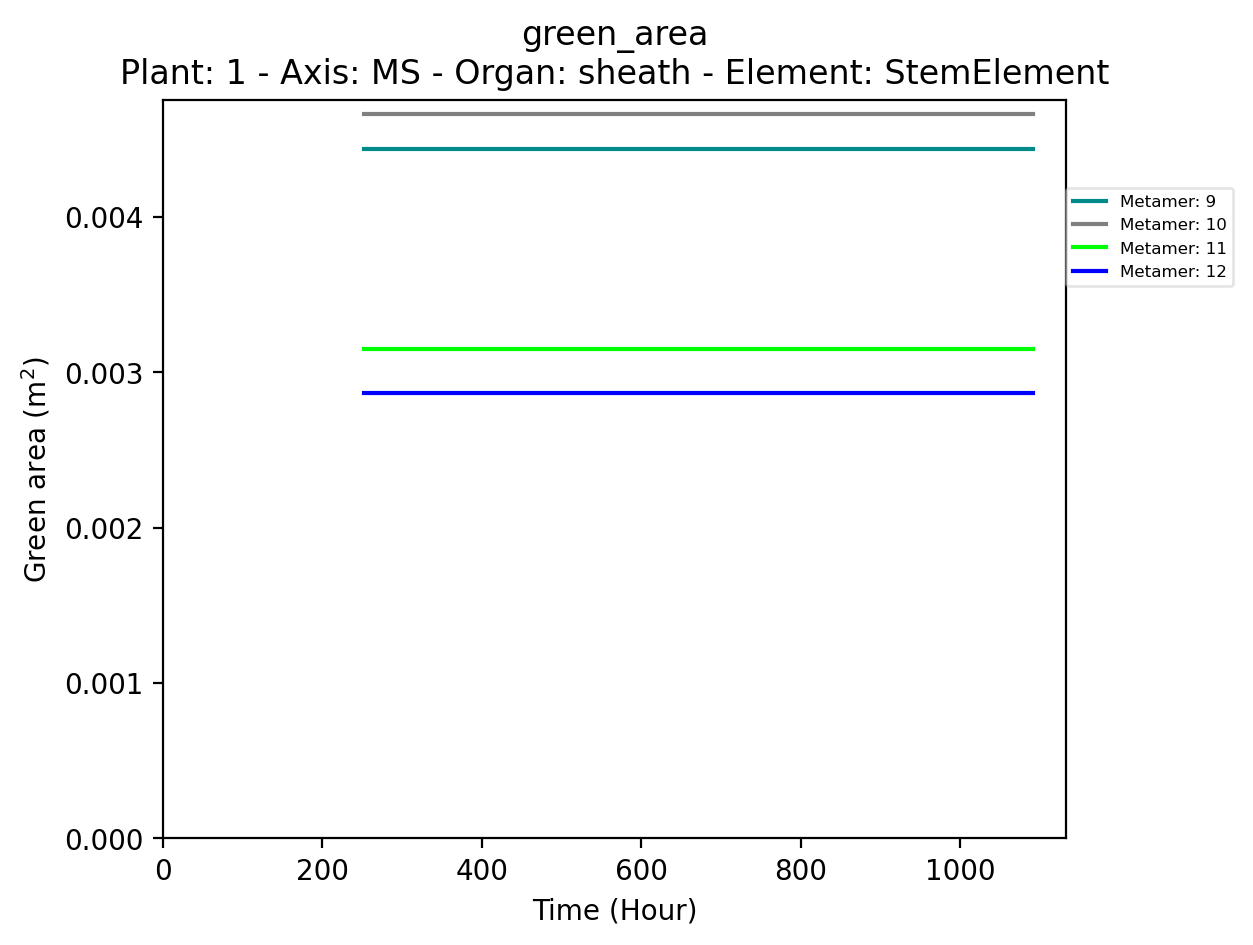 green_area
Plant: 1 - Axis: MS - Organ: sheath - Element: StemElement
Green area (m²)
0.004
0.003
0.002
0.001
0.000
0 200 400 600 800 1000
Time (Hour)
Metamer: 9
Metamer: 10
Metamer: 11
Metamer: 12